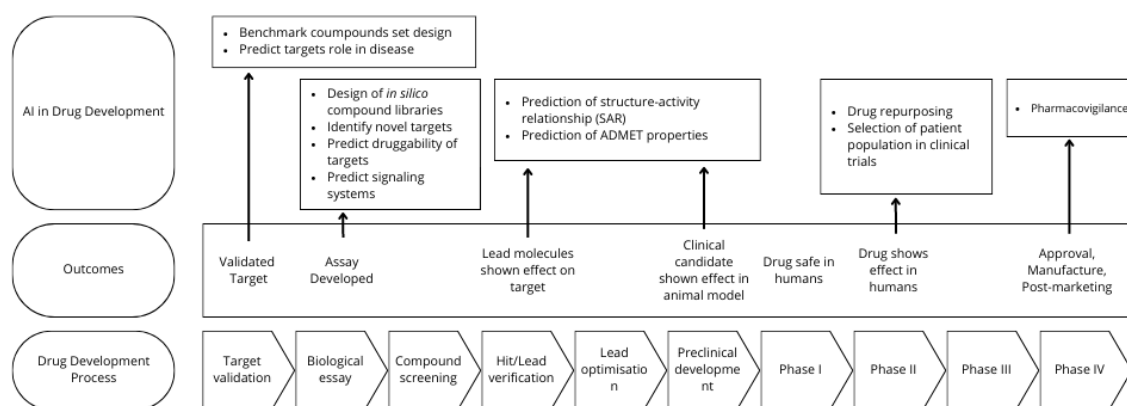 AI in Drug Development
Benchmark coumpounds set design
Predict targets role in disease
Design of in silico
compound libraries
Identify novel targets
Predict druggability of
targets
Predict signaling
systems
Prediction of structure-activity
relationship (SAR)
Prediction of ADMET properties
Drug repurposing
Selection of patient
population in clinical
trials
Pharmacovigilance
Outcomes
Validated
Target
Assay
Developed
Lead molecules
shown effect on
target
Clinical
candidate
shown effect in
animal model
Drug safe in
humans
Drug shows
effect in
humans
Approval,
Manufacture,
Post-marketing
Drug Development
Process
Target
validation
Biological
essay
Compound
screening
Hit/Lead
verification
Lead
optimisatio
n
Preclinical
developme
nt
Phase I
Phase II
Phase III
Phase IV